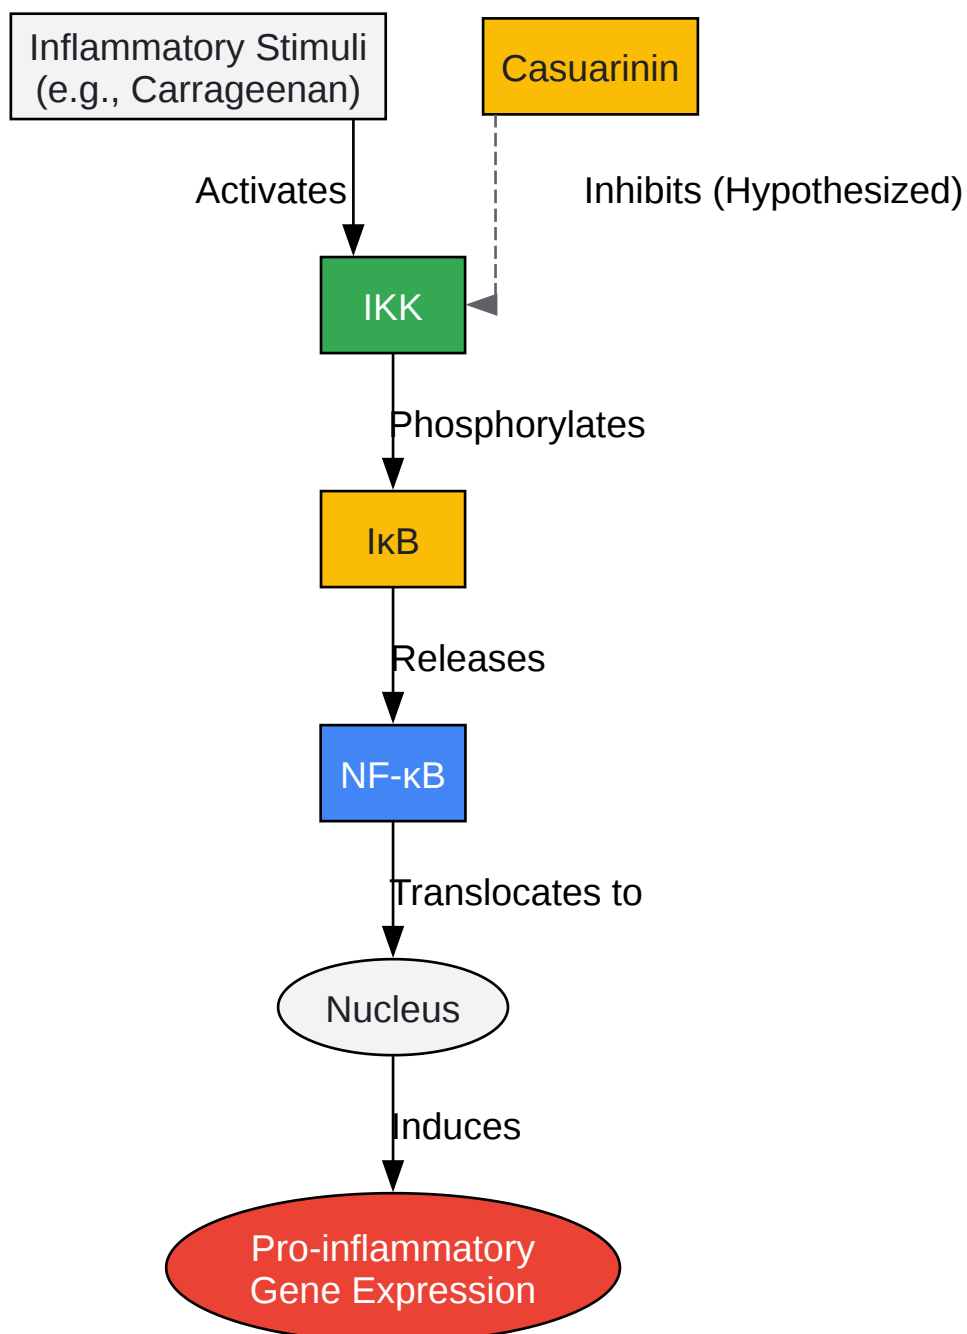 Inflammatory Stimuli
(e.g., Carrageenan)
Casuarinin
Activates
Inhibits (Hypothesized)
IKK
Phosphorylates
IκB
Releases
NF-κB
Translocates to
Nucleus
Induces
Pro-inflammatory
Gene Expression